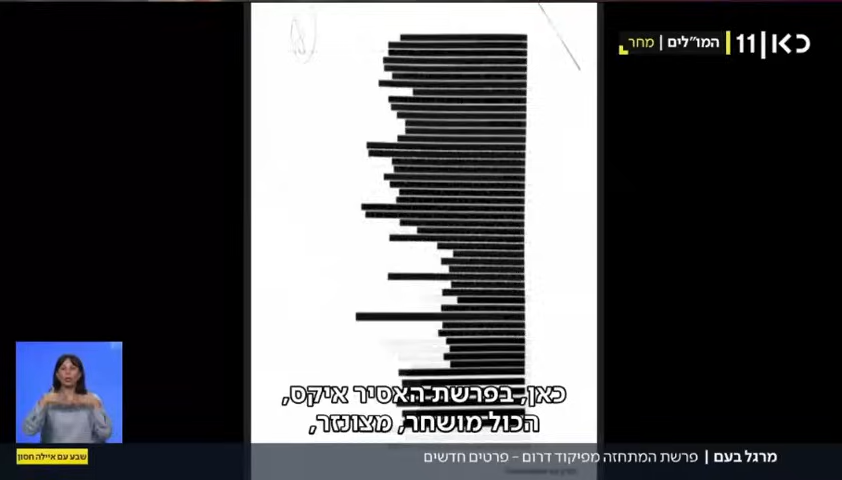 המו"לים | מחר
כאן|11
כאן, בפרשת האסיר איקס,
הכול מושחר, מצונזר,
מרגל בעם | פרשת המתחזה מפיקוד דרום - פרטים חדשים
שבע עם איילה חסון